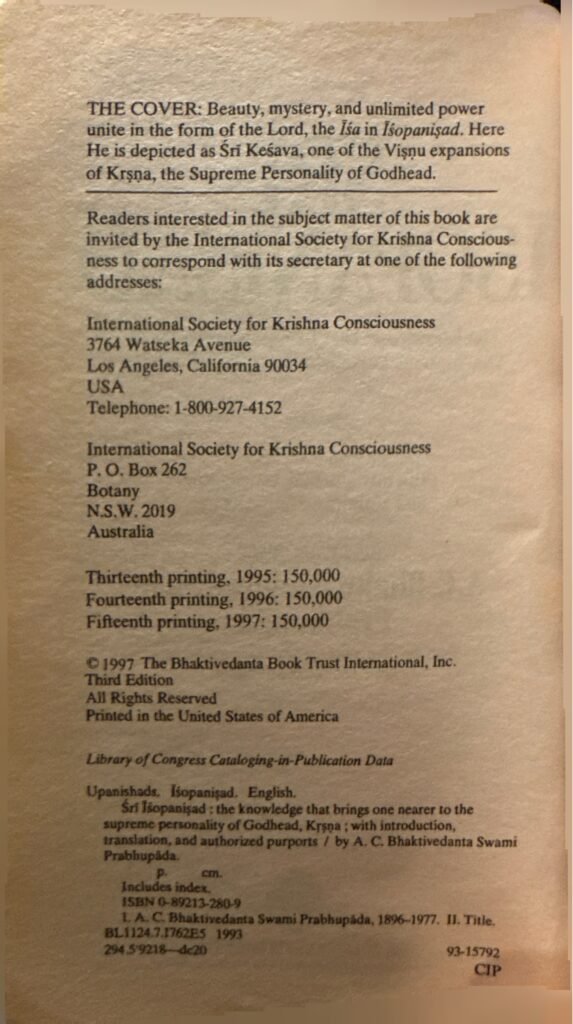 THE COVER: Beauty, mystery, and unlimited power
unite in the form of the Lord, the Īśa in Īśopaniṣad. Here
He is depicted as Śrī Keśava, one of the Viṣṇu expansions
of Kṛṣṇa, the Supreme Personality of Godhead.
Readers interested in the subject matter of this book are
invited by the International Society for Krishna Conscious-
ness to correspond with its secretary at one of the following
addresses:
International Society for Krishna Consciousness
3764 Watseka Avenue
Los Angeles, California 90034
USA
Telephone: 1-800-927-4152
International Society for Krishna Consciousness
P. O. Box 262
Botany
N.S.W. 2019
Australia
Thirteenth printing, 1995: 150,000
Fourteenth printing, 1996: 150,000
Fifteenth printing, 1997: 150,000
© 1997 The Bhaktivedanta Book Trust International, Inc.
Third Edition
All Rights Reserved
Printed in the United States of America
Library of Congress Cataloging-in-Publication Data
Upanishads. Īśopaniṣad. English.
Śrī Īśopaniṣad : the knowledge that brings one nearer to the
supreme personality of Godhead, Kṛṣṇa ; with introduction,
translation, and authorized purports / by A. C. Bhaktivedanta Swami
Prabhupāda.
p. cm.
Includes index.
ISBN 0-89213-280-9
1. A. C. Bhaktivedanta Swami Prabhupāda, 1896-1977. II. Title.
BL1124.7.I762E5 1993
294.5'9218—dc20 93-15792
CIP